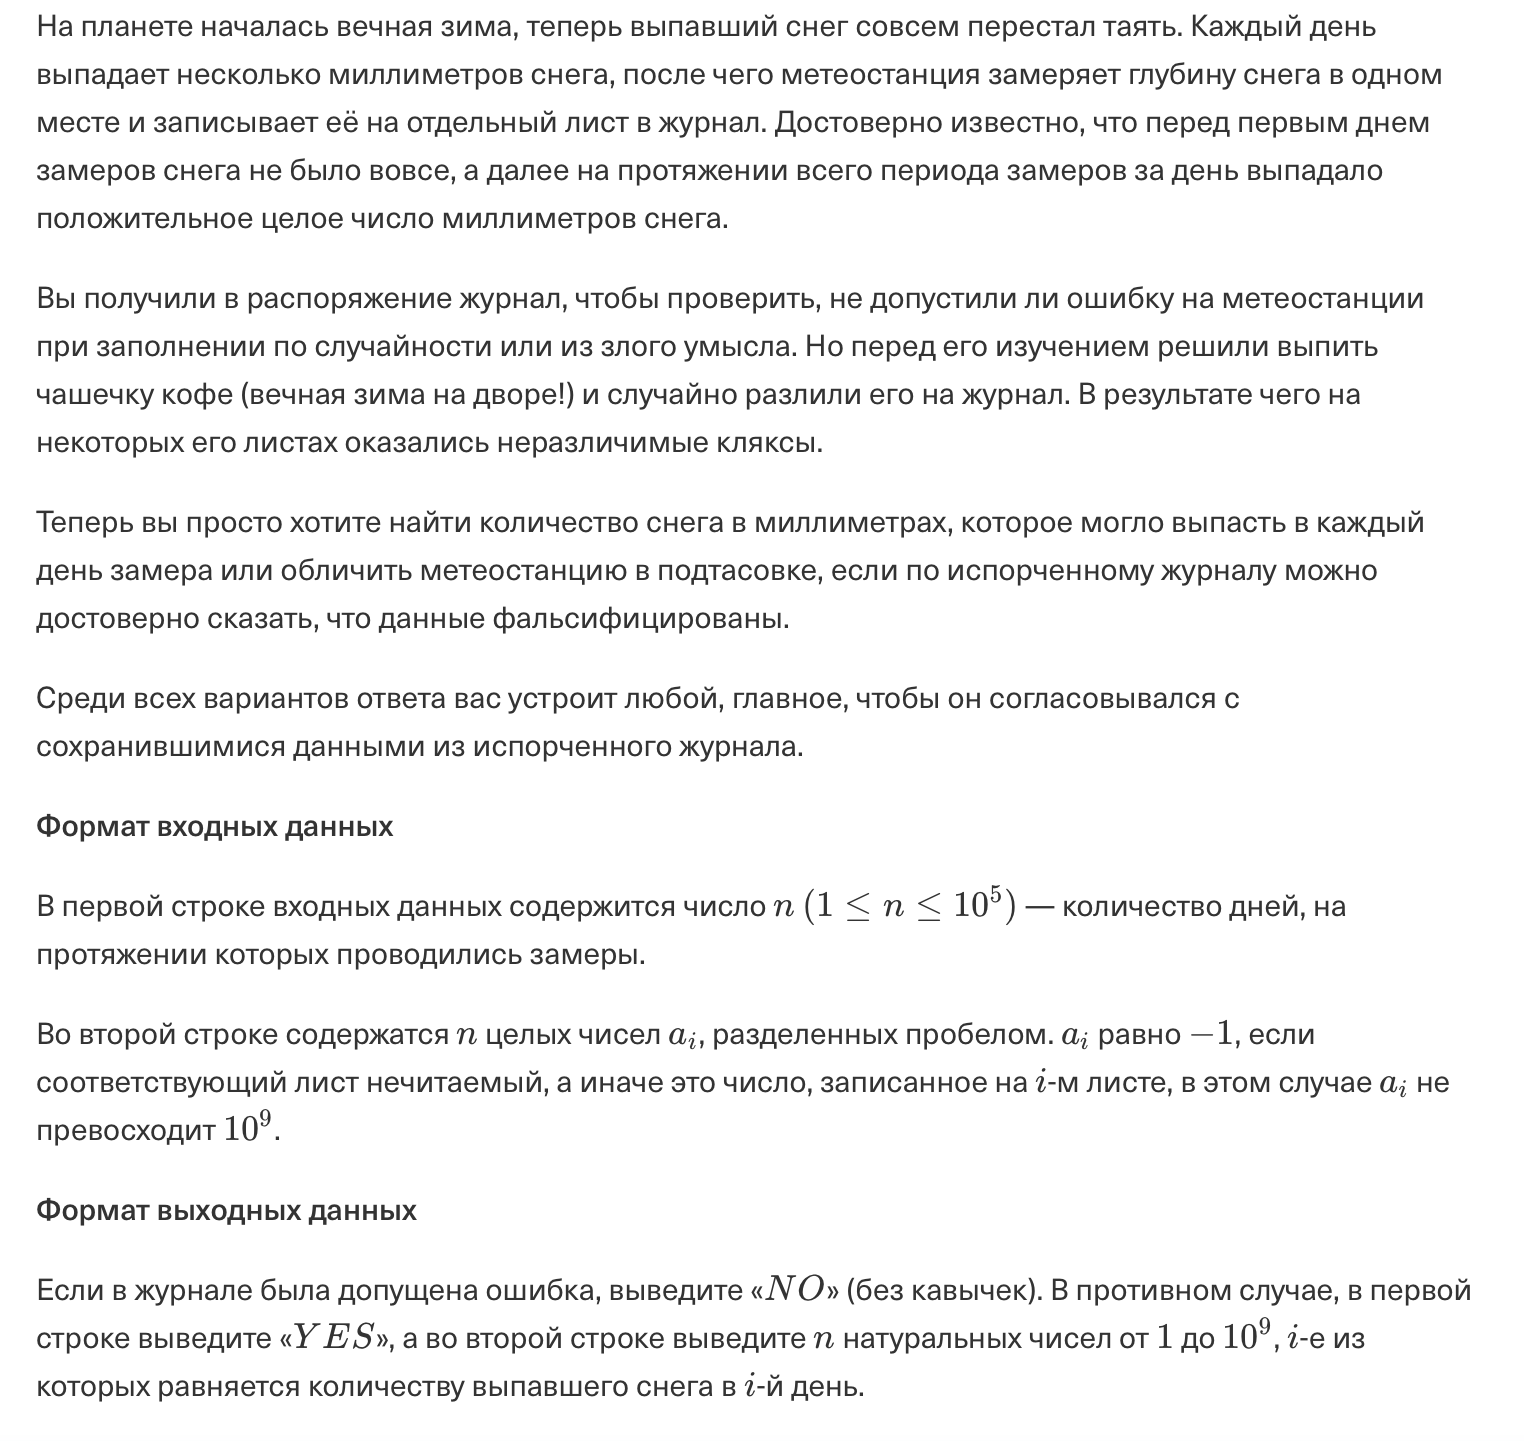 На планете началась вечная зима, теперь выпавший снег совсем перестал таять. Каждый день
выпадает несколько миллиметров снега, после чего метеостанция замеряет глубину снега в одном
месте и записывает её на отдельный лист в журнал. Достоверно известно, что перед первым днем
замеров снега не было вовсе, а далее на протяжении всего периода замеров за день выпадало
положительное целое число миллиметров снега.
Вы получили в распоряжение журнал, чтобы проверить, не допустили ли ошибку на метеостанции
при заполнении по случайности или из злого умысла. Но перед его изучением решили выпить
чашечку кофе (вечная зима на дворе!) и случайно разлили его на журнал. В результате чего на
некоторых его листах оказались неразличимые кляксы.
Теперь вы просто хотите найти количество снега в миллиметрах, которое могло выпасть в каждый
день замера или обличить метеостанцию в подтасовке, если по испорченному журналу можно
достоверно сказать, что данные фальсифицированы.
Среди всех вариантов ответа вас устроит любой, главное, чтобы он согласовывался с
сохранившимися данными из испорченного журнала.
Формат входных данных
В первой строке входных данных содержится число n (1 ≤ n ≤ 10⁵) — количество дней, на
протяжении которых проводились замеры.
Во второй строке содержатся n целых чисел aᵢ, разделенных пробелом. aᵢ равно −1, если
соответствующий лист нечитаемый, а иначе это число, записанное на i-м листе, в этом случае aᵢ не
превосходит 10⁹.
Формат выходных данных
Если в журнале была допущена ошибка, выведите «NO» (без кавычек). В противном случае, в первой
строке выведите «YES», а во второй строке выведите n натуральных чисел от 1 до 10⁹, i-е из
которых равняется количеству выпавшего снега в i-й день.